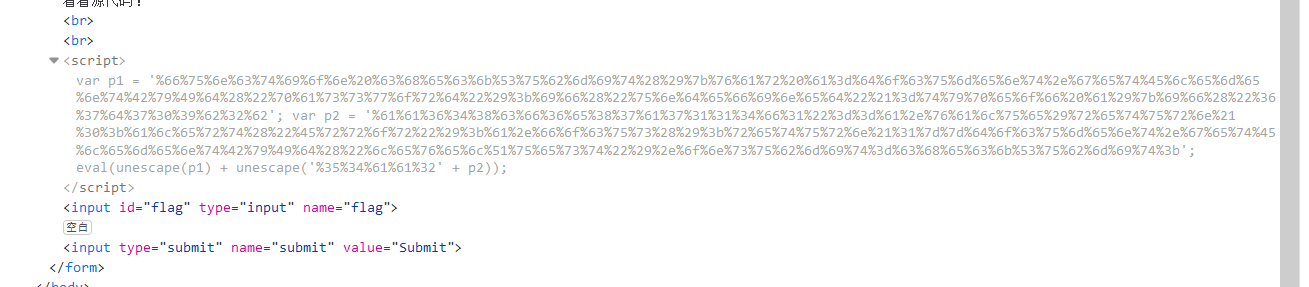 看看源代码！
<br>
<br>
<script>
var p1 = '%66%75%6e%63%74%69%6f%6e%20%63%68%65%63%6b%53%75%62%6d%69%74%28%29%7b%76%61%72%20%61%3d%64%6f%63%75%6d%65%6e%74%2e%67%65%74%45%6c%65%6d%65
%6e%74%42%79%49%64%28%22%70%61%73%73%77%6f%72%64%22%29%3b%69%66%28%22%75%6e%64%65%66%69%6e%65%64%22%21%3d%74%79%70%65%6f%66%20%61%29%7b%69%66%28%22%36
%37%64%37%30%39%62%32%62'; var p2 = '%61%61%36%34%38%63%66%36%65%38%37%61%37%31%31%34%66%31%22%3d%3d%61%2e%76%61%6c%75%65%29%72%65%74%75%72%6e%21
%30%3b%61%6c%65%72%74%28%22%45%72%72%6f%72%22%29%3b%61%2e%66%6f%63%75%73%28%29%3b%72%65%74%75%72%6e%21%31%7d%7d%64%6f%63%75%6d%65%6e%74%2e%67%65%74%45
%6c%65%6d%65%6e%74%42%79%49%64%28%22%6c%65%76%65%6c%51%75%65%73%74%22%29%2e%6f%6e%73%75%62%6d%69%74%3d%63%68%65%63%6b%53%75%62%6d%69%74%3b';
eval(unescape(p1) + unescape('%35%34%61%61%32' + p2));
</script>
<input id="flag" type="input" name="flag">
空白
<input type="submit" name="submit" value="Submit">
</form>
</body>